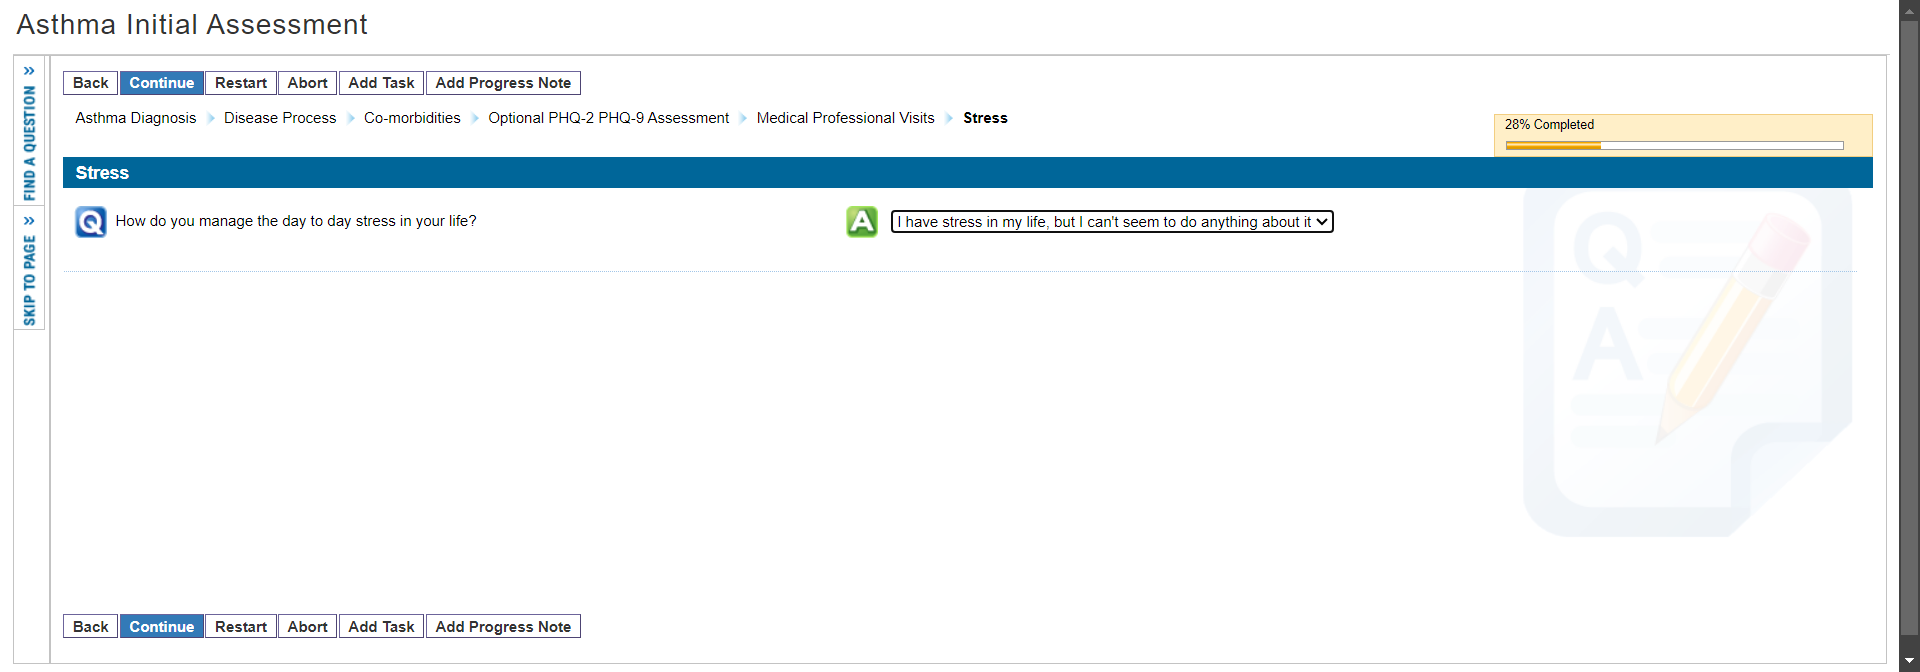 Asthma Initial Assessment
» FIND A QUESTION
» SKIP TO PAGE
Back Continue Restart Abort Add Task Add Progress Note
Asthma Diagnosis Disease Process Co-morbidities Optional PHQ-2 PHQ-9 Assessment Medical Professional Visits Stress
28% Completed
Stress
Q How do you manage the day to day stress in your life? A I have stress in my life, but I can't seem to do anything about it
Q
A
Back Continue Restart Abort Add Task Add Progress Note